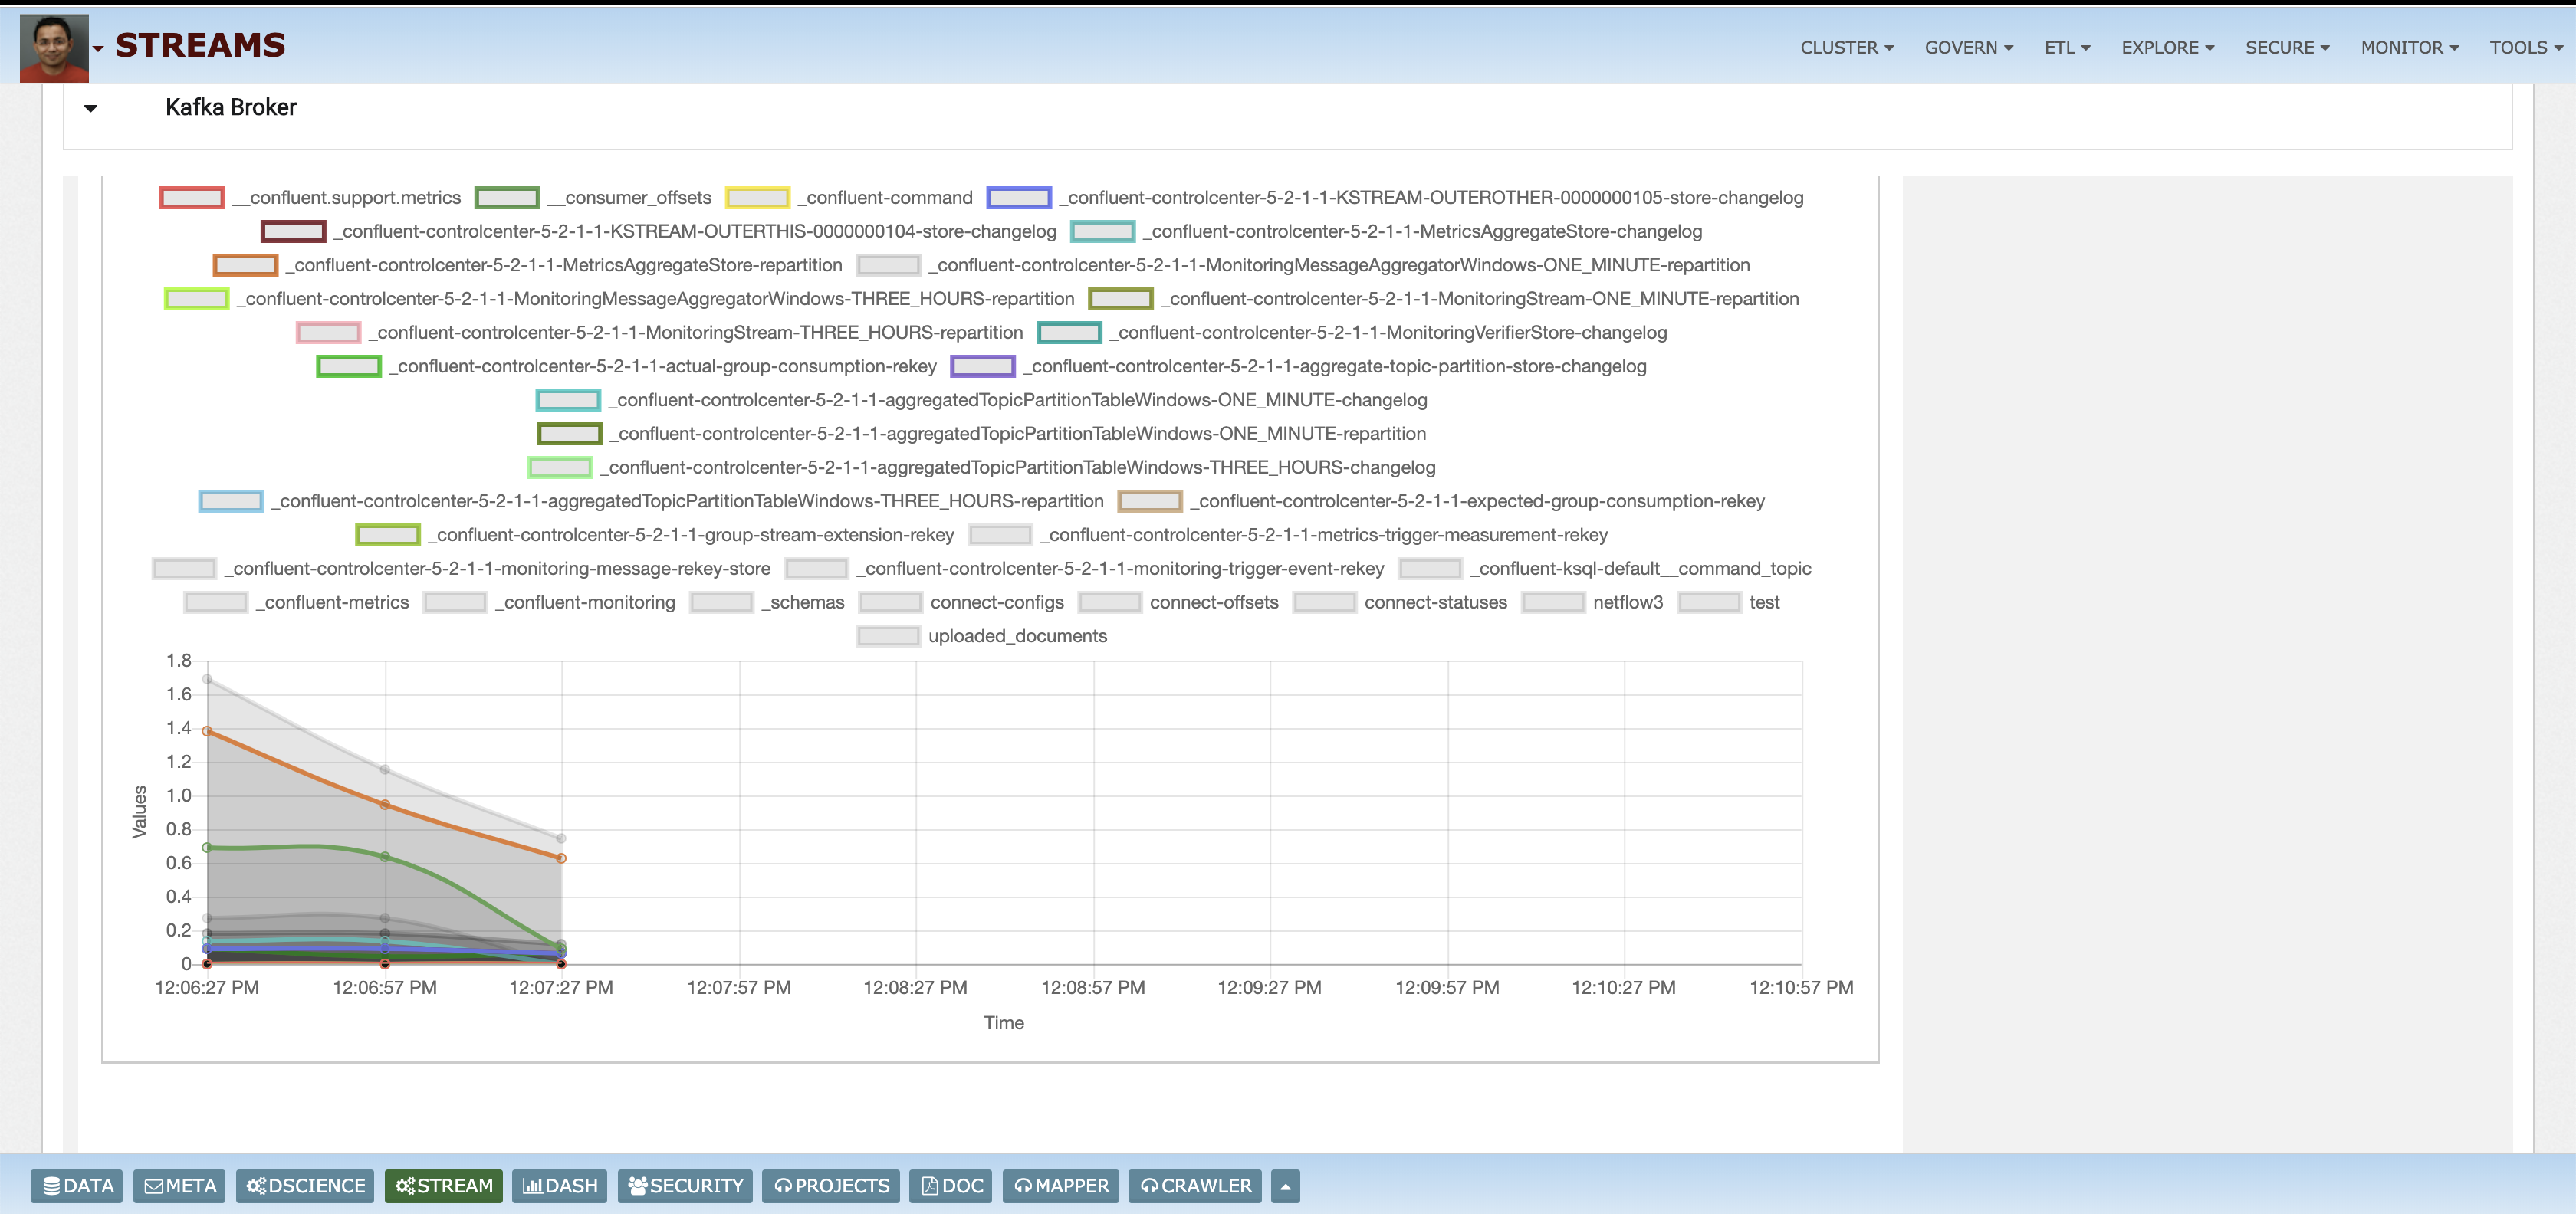 STREAMS CLUSTER GOVERN ETL EXPLORE SECURE MONITOR TOOLS
Kafka Broker
__confluent.support.metrics __consumer_offsets _confluent-command _confluent-controlcenter-5-2-1-1-KSTREAM-OUTEROTHER-0000000105-store-changelog
_confluent-controlcenter-5-2-1-1-KSTREAM-OUTERTHIS-0000000104-store-changelog _confluent-controlcenter-5-2-1-1-MetricsAggregateStore-changelog
_confluent-controlcenter-5-2-1-1-MetricsAggregateStore-repartition _confluent-controlcenter-5-2-1-1-MonitoringMessageAggregatorWindows-ONE_MINUTE-repartition
_confluent-controlcenter-5-2-1-1-MonitoringMessageAggregatorWindows-THREE_HOURS-repartition _confluent-controlcenter-5-2-1-1-MonitoringStream-ONE_MINUTE-repartition
_confluent-controlcenter-5-2-1-1-MonitoringStream-THREE_HOURS-repartition _confluent-controlcenter-5-2-1-1-MonitoringVerifierStore-changelog
_confluent-controlcenter-5-2-1-1-actual-group-consumption-rekey _confluent-controlcenter-5-2-1-1-aggregate-topic-partition-store-changelog
_confluent-controlcenter-5-2-1-1-aggregatedTopicPartitionTableWindows-ONE_MINUTE-changelog
_confluent-controlcenter-5-2-1-1-aggregatedTopicPartitionTableWindows-ONE_MINUTE-repartition
_confluent-controlcenter-5-2-1-1-aggregatedTopicPartitionTableWindows-THREE_HOURS-changelog
_confluent-controlcenter-5-2-1-1-aggregatedTopicPartitionTableWindows-THREE_HOURS-repartition _confluent-controlcenter-5-2-1-1-expected-group-consumption-rekey
_confluent-controlcenter-5-2-1-1-group-stream-extension-rekey _confluent-controlcenter-5-2-1-1-metrics-trigger-measurement-rekey
_confluent-controlcenter-5-2-1-1-monitoring-message-rekey-store _confluent-controlcenter-5-2-1-1-monitoring-trigger-event-rekey _confluent-ksql-default__command_topic
_confluent-metrics _confluent-monitoring _schemas connect-configs connect-offsets connect-statuses netflow3 test
uploaded_documents
1.8
1.6
1.4
1.2
1.0
0.8
0.6
0.4
0.2
0
Values
12:06:27 PM 12:06:57 PM 12:07:27 PM 12:07:57 PM 12:08:27 PM 12:08:57 PM 12:09:27 PM 12:09:57 PM 12:10:27 PM 12:10:57 PM
Time
DATA META DSCIENCE STREAM DASH SECURITY PROJECTS DOC MAPPER CRAWLER